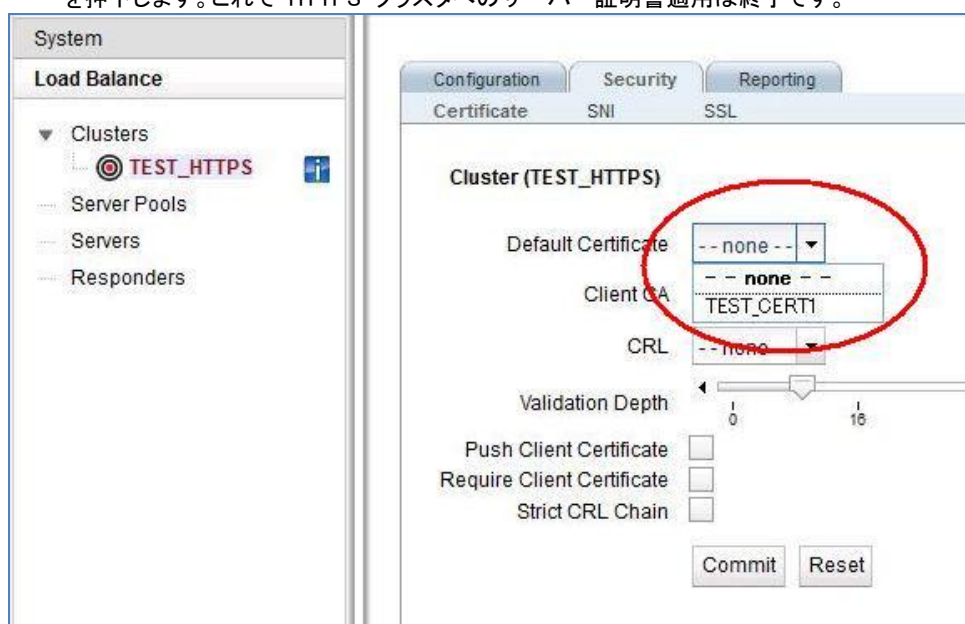 を押下します。これで HTTPS クラスタへのサーバー証明書適用は終了です。
System
Load Balance
Clusters
TEST_HTTPS
Server Pools
Servers
Responders
Configuration Security Reporting
Certificate SNI SSL
Cluster (TEST_HTTPS)
Default Certificate -- none --
-- none --
TEST_CERT1
Client CA
CRL -- none
Validation Depth
0 16
Push Client Certificate
Require Client Certificate
Strict CRL Chain
Commit Reset